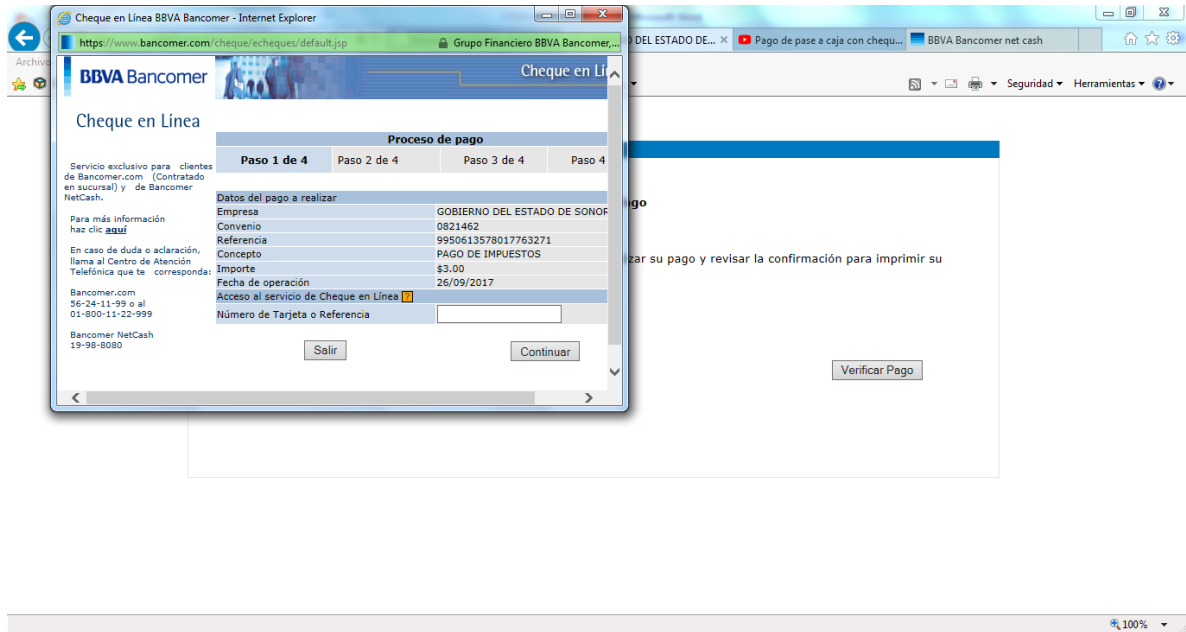 Cheque en Línea BBVA Bancomer - Internet Explorer
https://www.bancomer.com/cheque/echeques/default.jsp
Grupo Financiero BBVA Bancomer,...
DEL ESTADO DE...
Pago de pase a caja con chequ...
BBVA Bancomer net cash
Archivo
Seguridad
Herramientas
BBVA Bancomer
Cheque en Lí
Cheque en Línea
Proceso de pago
Paso 1 de 4
Paso 2 de 4
Paso 3 de 4
Paso 4
Servicio exclusivo para clientes
de Bancomer.com (Contratado
en sucursal) y de Bancomer
NetCash.
Para más información
haz clic aquí
En caso de duda o aclaración,
llama al Centro de Atención
Telefónica que te corresponda:
Bancomer.com
56-24-11-99 o al
01-800-11-22-999
Bancomer NetCash
19-98-8080
Datos del pago a realizar
Empresa GOBIERNO DEL ESTADO DE SONOR
Convenio 0821462
Referencia 9950613578017763271
Concepto PAGO DE IMPUESTOS
Importe $3.00
Fecha de operación 26/09/2017
Acceso al servicio de Cheque en Línea ?
Número de Tarjeta o Referencia
Salir
Continuar
go
zar su pago y revisar la confirmación para imprimir su
Verificar Pago
100%